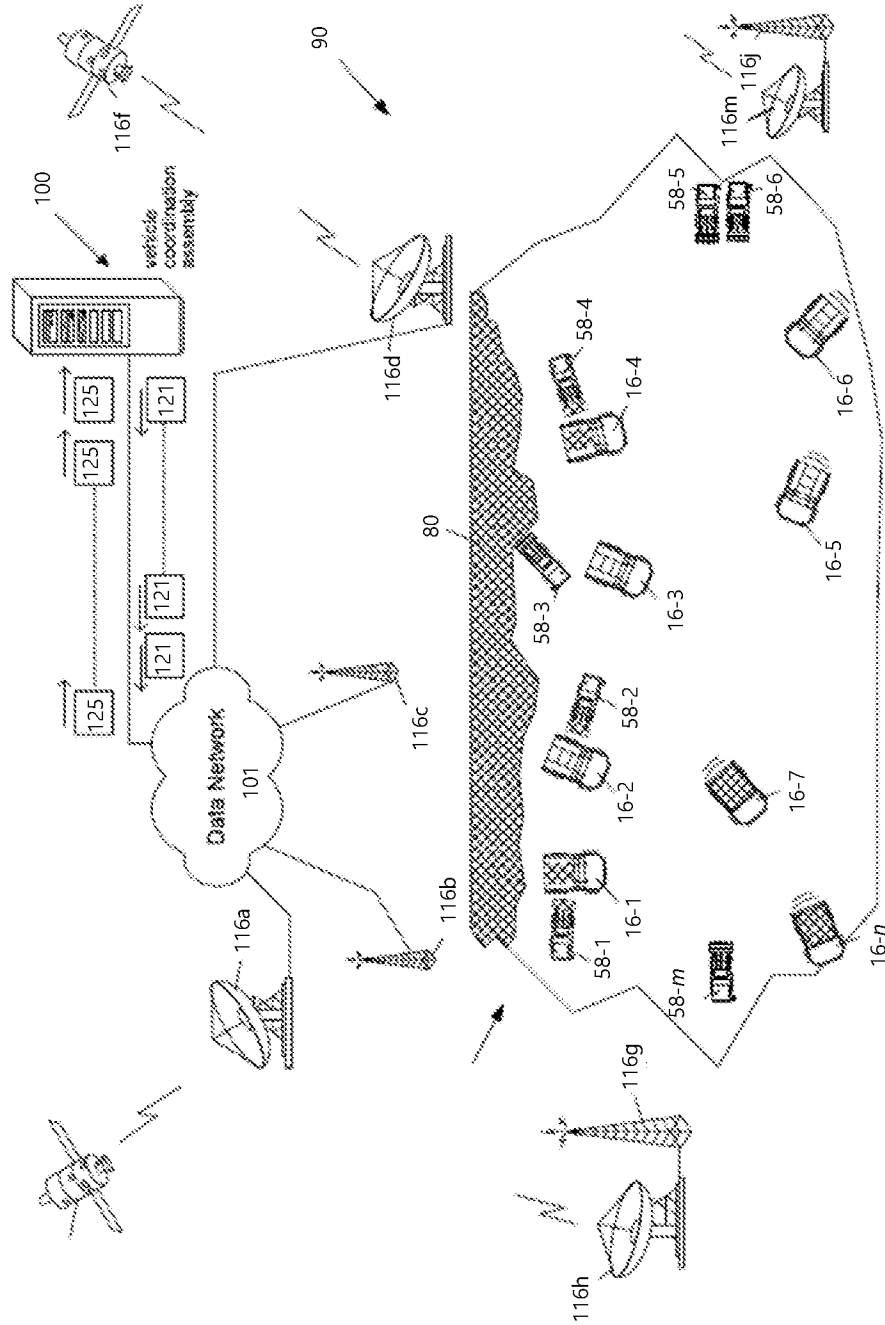 116f
100
vehicle
coordination
assembly
90
125
125
125
121
121
121
Data Network
101
116a
116b
116c
116d
80
116g
116h
116j
116m
58-1
58-2
58-3
58-4
58-5
58-6
58-m
16-1
16-2
16-3
16-4
16-5
16-6
16-7
16-n